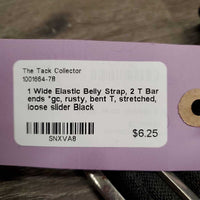 The Tack Collector
1001664-78
1 Wide Elastic Belly Strap, 2 T Bar
ends *gc, rusty, bent T, stretched,
loose slider Black
$6.25
SNXVA8